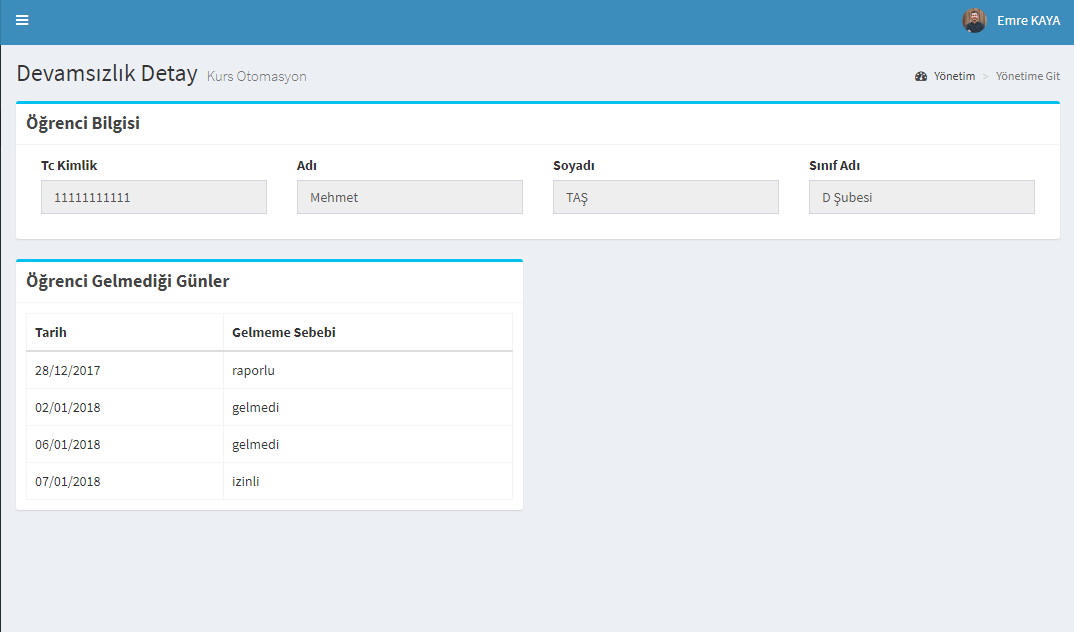 Emre KAYA
Devamsızlık Detay Kurs Otomasyon
Yönetim > Yönetime Git
Öğrenci Bilgisi
Tc Kimlik Adı Soyadı Sınıf Adı
11111111111 Mehmet TAŞ D Şubesi
Öğrenci Gelmediği Günler
Tarih Gelmeme Sebebi
28/12/2017 raporlu
02/01/2018 gelmedi
06/01/2018 gelmedi
07/01/2018 izinli